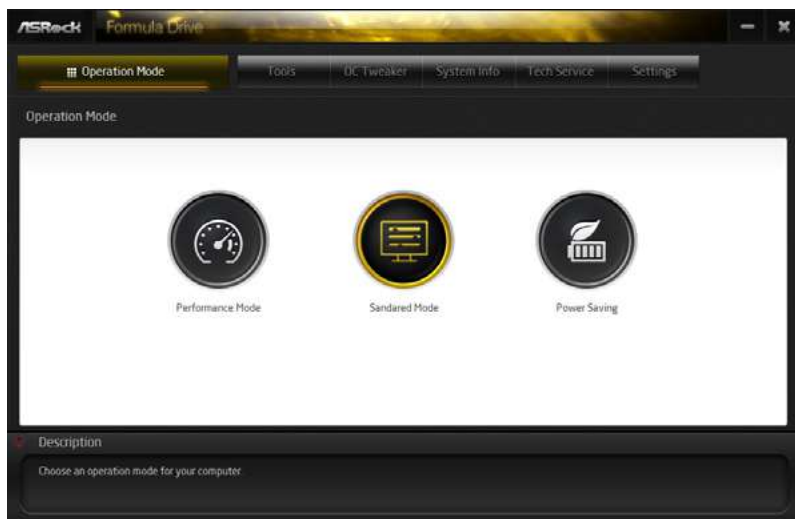 ASRock Formula Drive
Operation Mode Tools OC Tweaker System Info Tech Service Settings
Operation Mode
Performance Mode Sandared Mode Power Saving
Description
Choose an operation mode for your computer.